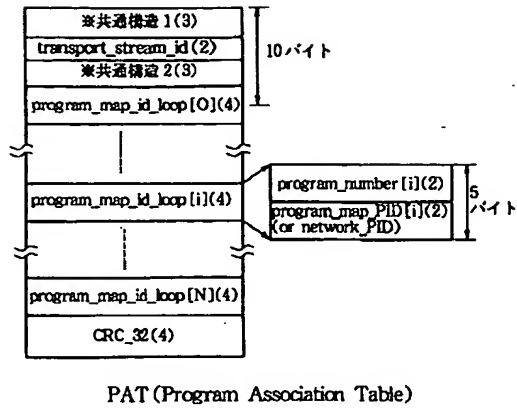 ※共通構造1(3)
transport_stream_id(2)
※共通構造2(3)
program_map_id_loop[0](4)
10バイト
program_map_id_loop[i](4)
program_number[i](2)
program_map_PID[i](2)
(or network_PID)
5
バイト
program_map_id_loop[N](4)
CRC_32(4)
PAT(Program Association Table)